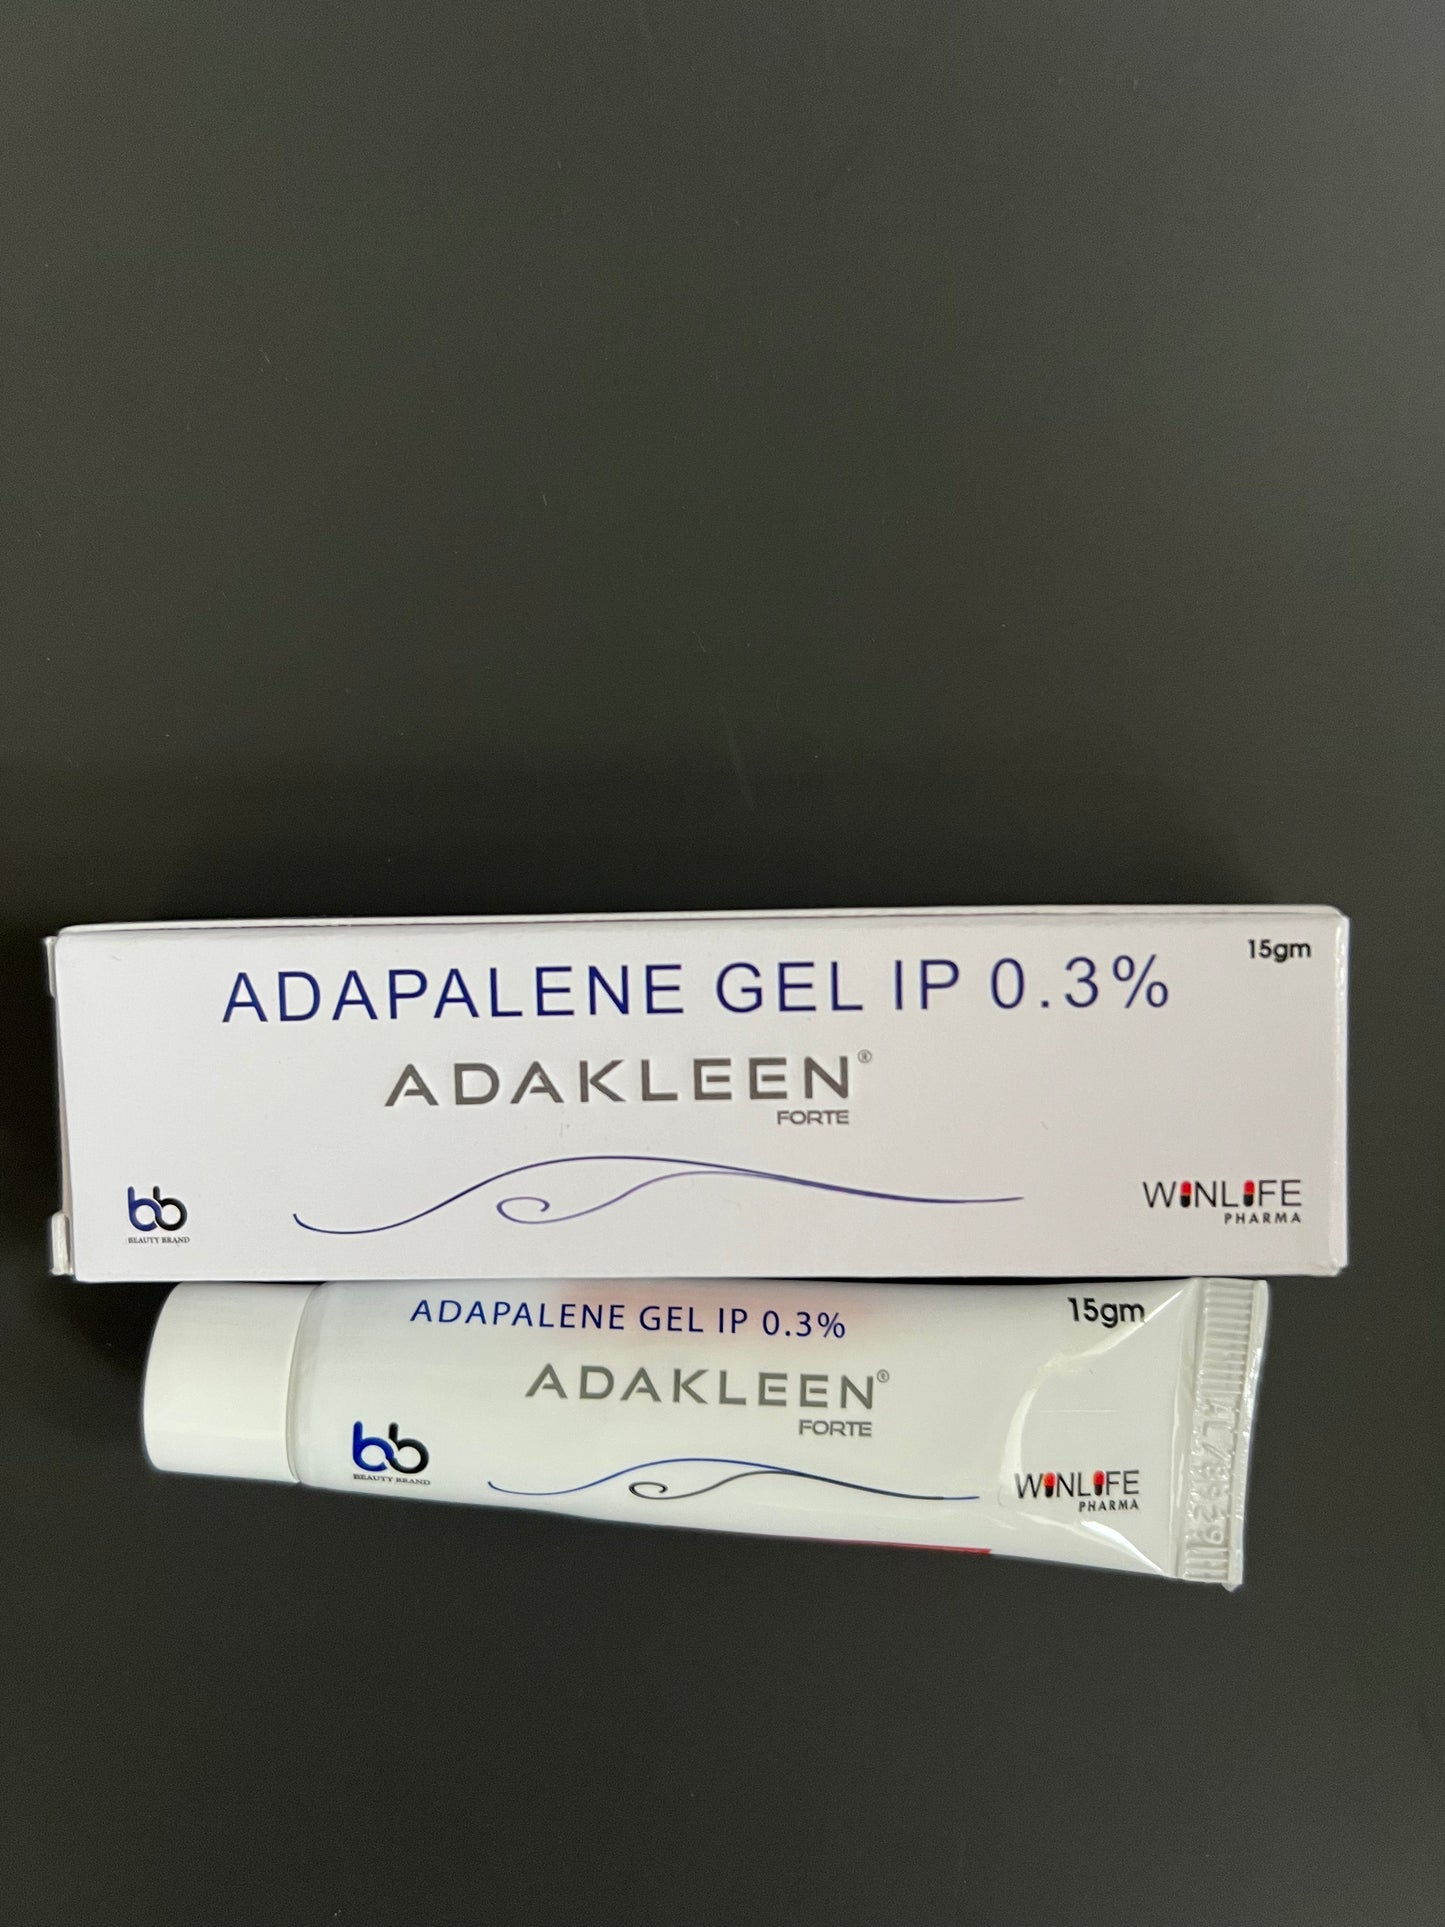 15gm
ADAPALENE GEL IP 0.3%
ADAKLEEN®
FORTE
bb
BEAUTY BRAND
WINLIFE
PHARMA
ADAPALENE GEL IP 0.3%
15gm
ADAKLEEN®
FORTE
bb
BEAUTY BRAND
WINLIFE
PHARMA